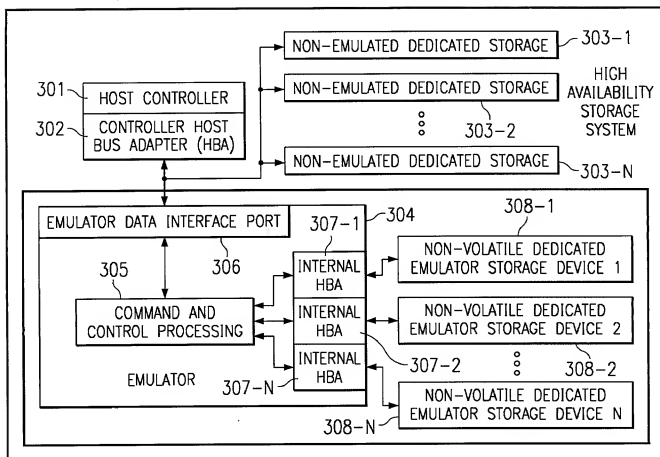 NON-EMULATED DEDICATED STORAGE
303-1
301
HOST CONTROLLER
302
CONTROLLER HOST
BUS ADAPTER (HBA)
NON-EMULATED DEDICATED STORAGE
303-2
HIGH
AVAILABILITY
STORAGE
SYSTEM
NON-EMULATED DEDICATED STORAGE
303-N
EMULATOR DATA INTERFACE PORT
304
306
307-1
308-1
305
COMMAND AND
CONTROL PROCESSING
INTERNAL
HBA
NON-VOLATILE DEDICATED
EMULATOR STORAGE DEVICE 1
INTERNAL
HBA
307-2
NON-VOLATILE DEDICATED
EMULATOR STORAGE DEVICE 2
308-2
EMULATOR
INTERNAL
HBA
307-N
NON-VOLATILE DEDICATED
EMULATOR STORAGE DEVICE N
308-N